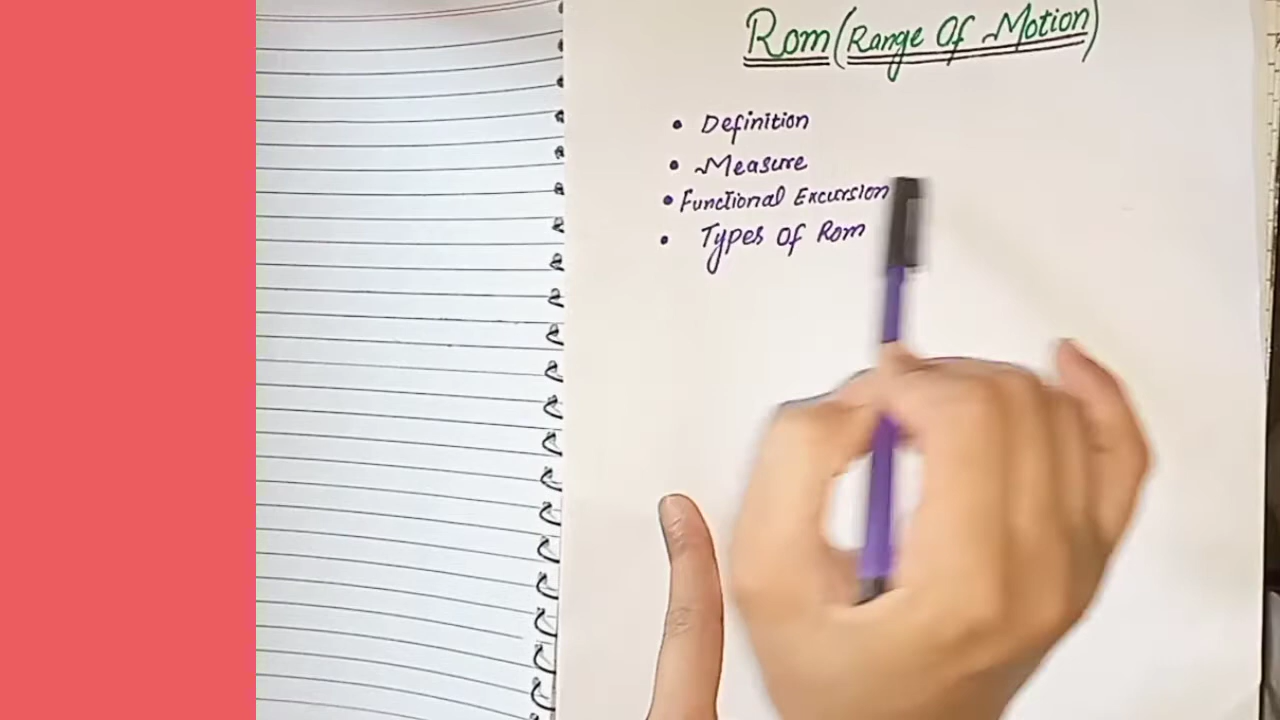 Rom (Range Of Motion)
• Definition
• Measure
• Functional Excursion
• Types Of Rom